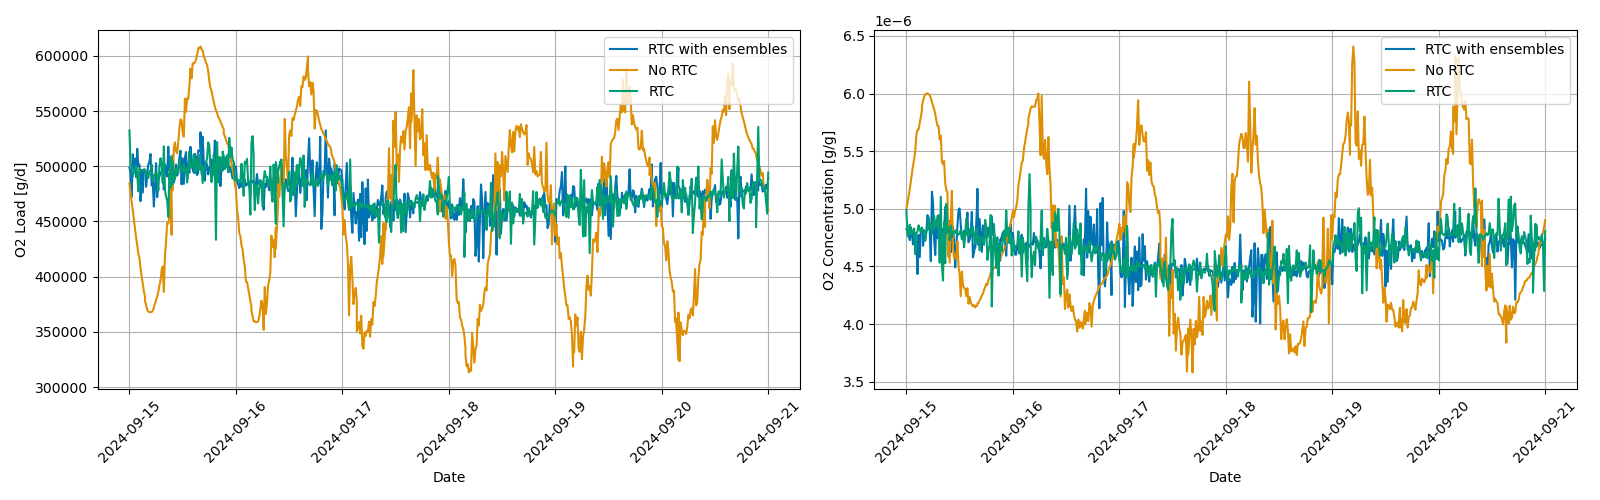 600000
550000
500000
450000
400000
350000
300000
O2 Load [g/d]
RTC with ensembles
No RTC
RTC
2024-09-15
2024-09-16
2024-09-17
2024-09-18
2024-09-19
2024-09-20
2024-09-21
Date
1e−6
6.5
6.0
5.5
5.0
4.5
4.0
3.5
O2 Concentration [g/g]
RTC with ensembles
No RTC
RTC
2024-09-15
2024-09-16
2024-09-17
2024-09-18
2024-09-19
2024-09-20
2024-09-21
Date